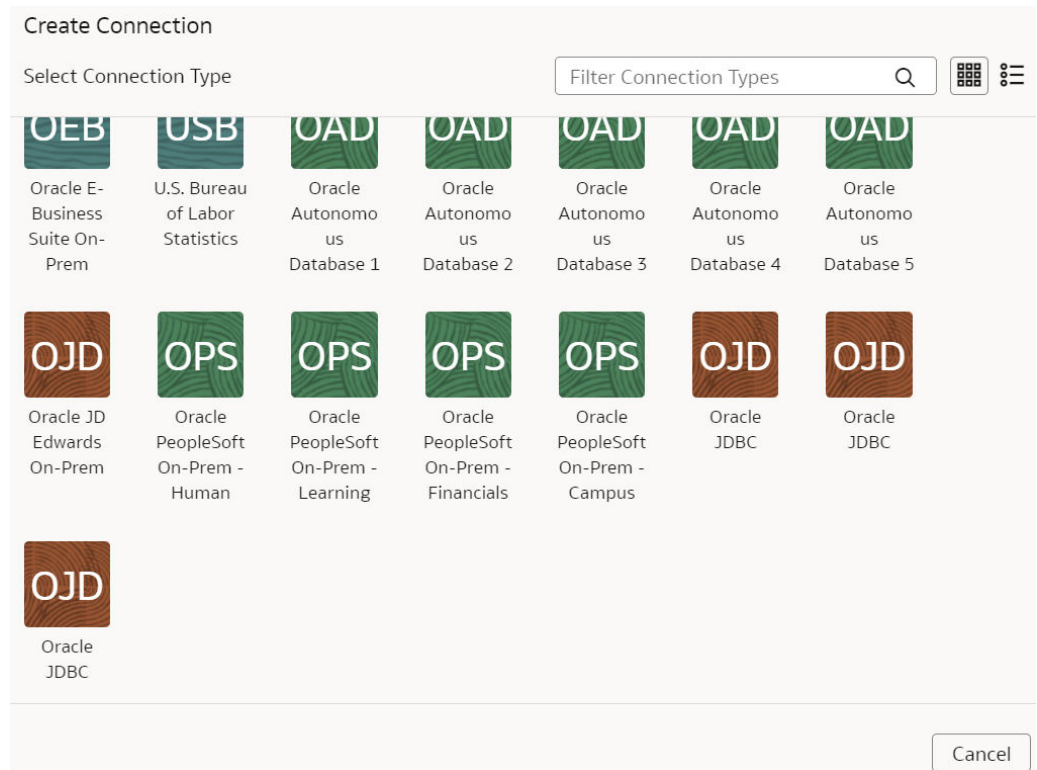 Create Connection
Select Connection Type
Filter Connection Types
OEB USB OAD OAD OAD OAD OAD
Oracle E- U.S. Bureau Oracle Oracle Oracle Oracle Oracle
Business of Labor Autonomo Autonomo Autonomo Autonomo Autonomo
Suite On- Statistics us us us us us
Prem Database 1 Database 2 Database 3 Database 4 Database 5
OJD OPS OPS OPS OPS OJD OJD
Oracle JD Oracle Oracle Oracle Oracle Oracle Oracle
Edwards PeopleSoft PeopleSoft PeopleSoft PeopleSoft JDBC JDBC
On-Prem On-Prem - On-Prem - On-Prem - On-Prem -
Human Learning Financials Campus
OJD
Oracle
JDBC
Cancel